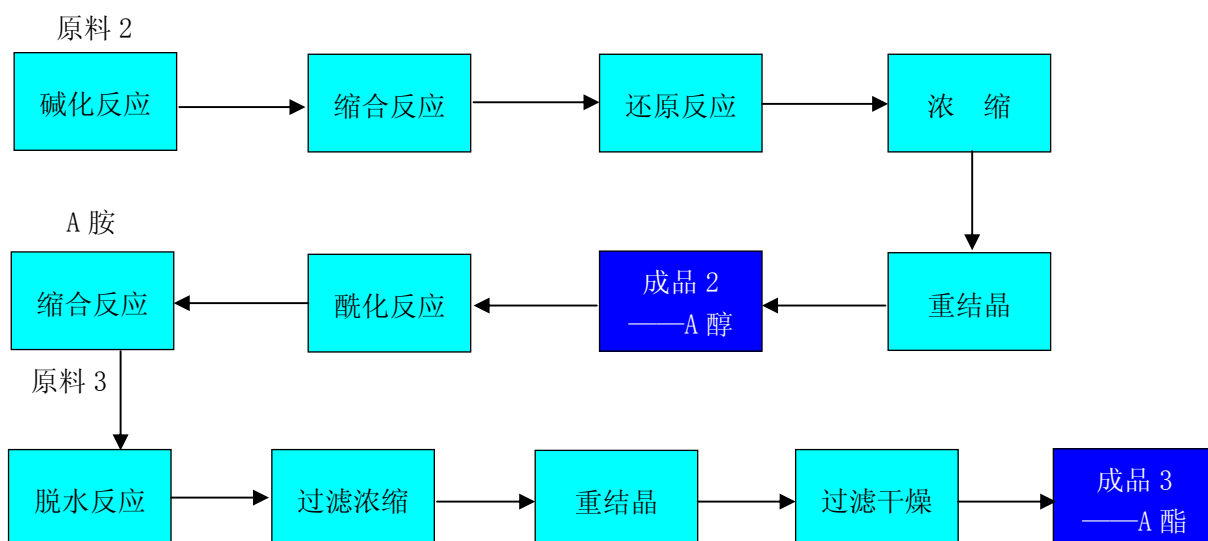 原料 2
碱化反应
缩合反应
还原反应
浓 缩
A 胺
缩合反应
酰化反应
成品 2
——A 醇
重结晶
原料 3
脱水反应
过滤浓缩
重结晶
过滤干燥
成品 3
——A 酯